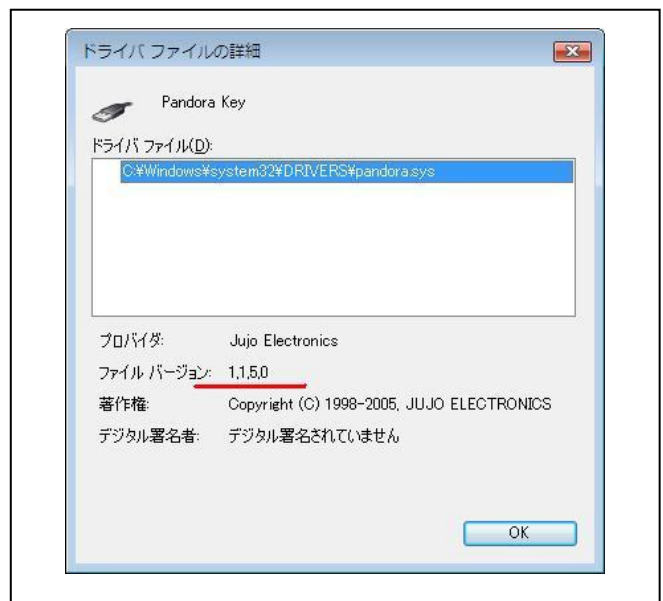 ドライバ ファイルの詳細
Pandora Key
ドライバ ファイル(D):
C:¥Windows¥system32¥DRIVERS¥pandora.sys
プロバイダ: Jujo Electronics
ファイル バージョン: 1,1,5,0
著作権: Copyright (C) 1998-2005, JUJO ELECTRONICS
デジタル署名者: デジタル署名されていません
OK